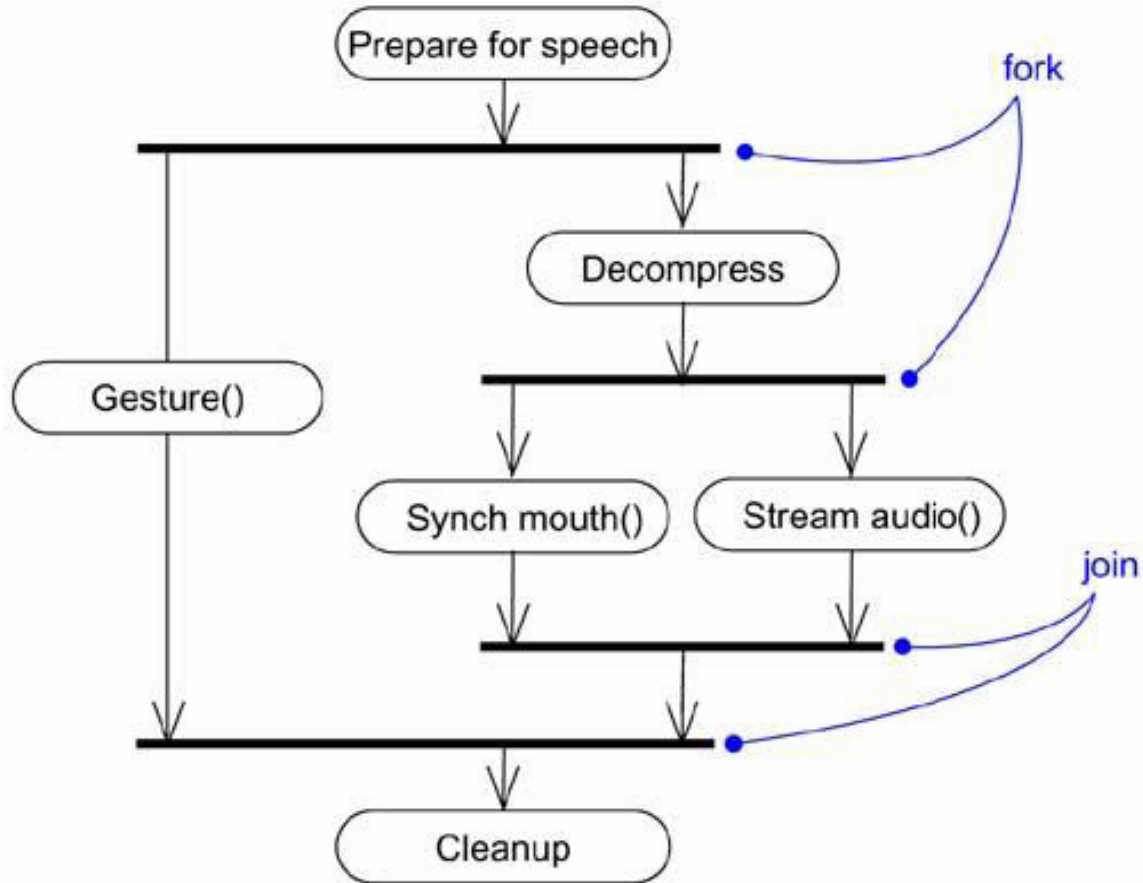 Prepare for speech
fork
Decompress
Gesture()
Synch mouth()
Stream audio()
join
Cleanup